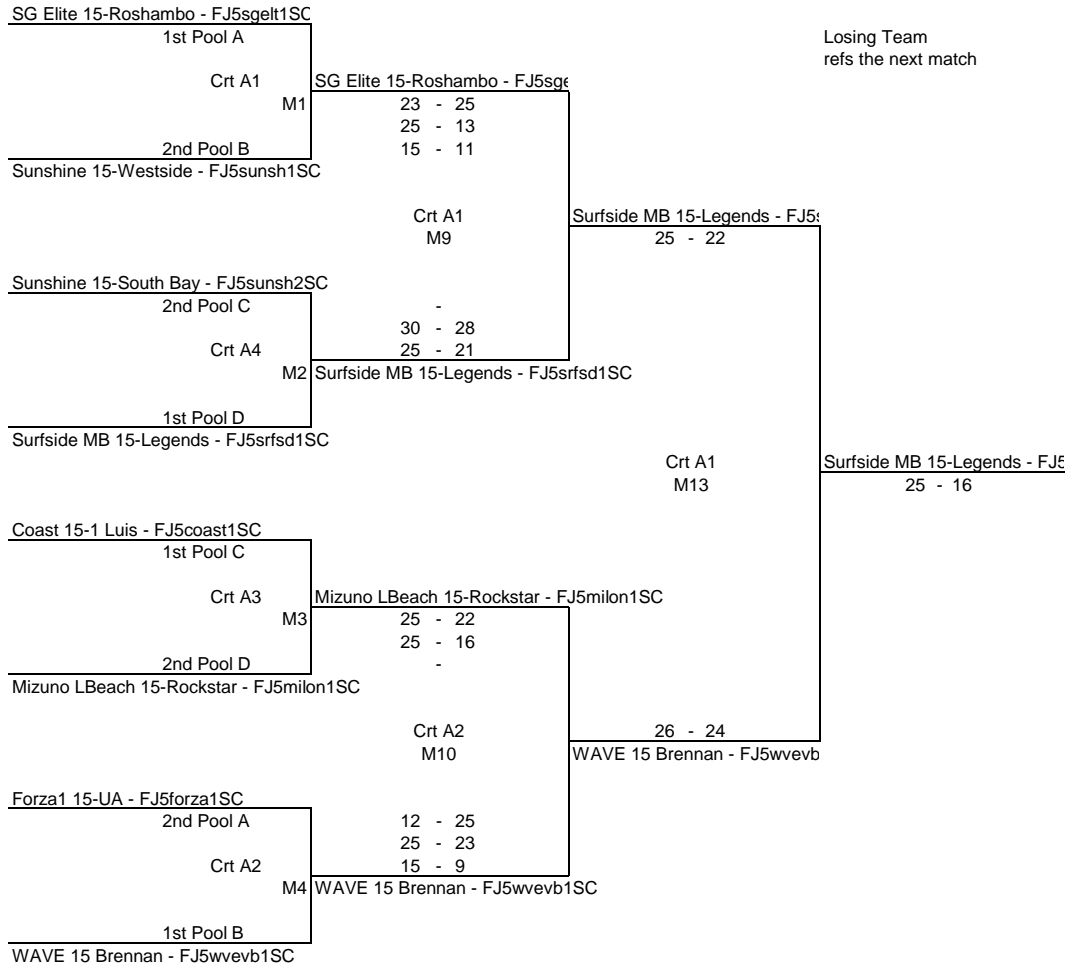 SG Elite 15-Roshambo - FJ5sgelt1SC
1st Pool A
Losing Team
refs the next match
Crt A1
SG Elite 15-Roshambo - FJ5sge
M1
23 - 25
25 - 13
15 - 11
2nd Pool B
Sunshine 15-Westside - FJ5sunsh1SC
Crt A1
M9
Surfside MB 15-Legends - FJ5s
25 - 22
Sunshine 15-South Bay - FJ5sunsh2SC
2nd Pool C
-
30 - 28
25 - 21
Crt A4
M2
Surfside MB 15-Legends - FJ5srfsd1SC
1st Pool D
Surfside MB 15-Legends - FJ5srfsd1SC
Crt A1
M13
Surfside MB 15-Legends - FJ5
25 - 16
Coast 15-1 Luis - FJ5coast1SC
1st Pool C
Crt A3
Mizuno LBeach 15-Rockstar - FJ5milon1SC
M3
25 - 22
25 - 16
-
2nd Pool D
Mizuno LBeach 15-Rockstar - FJ5milon1SC
Crt A2
M10
26 - 24
WAVE 15 Brennan - FJ5wvevb
Forza1 15-UA - FJ5forza1SC
2nd Pool A
12 - 25
25 - 23
15 - 9
Crt A2
M4
WAVE 15 Brennan - FJ5wvevb1SC
1st Pool B
WAVE 15 Brennan - FJ5wvevb1SC